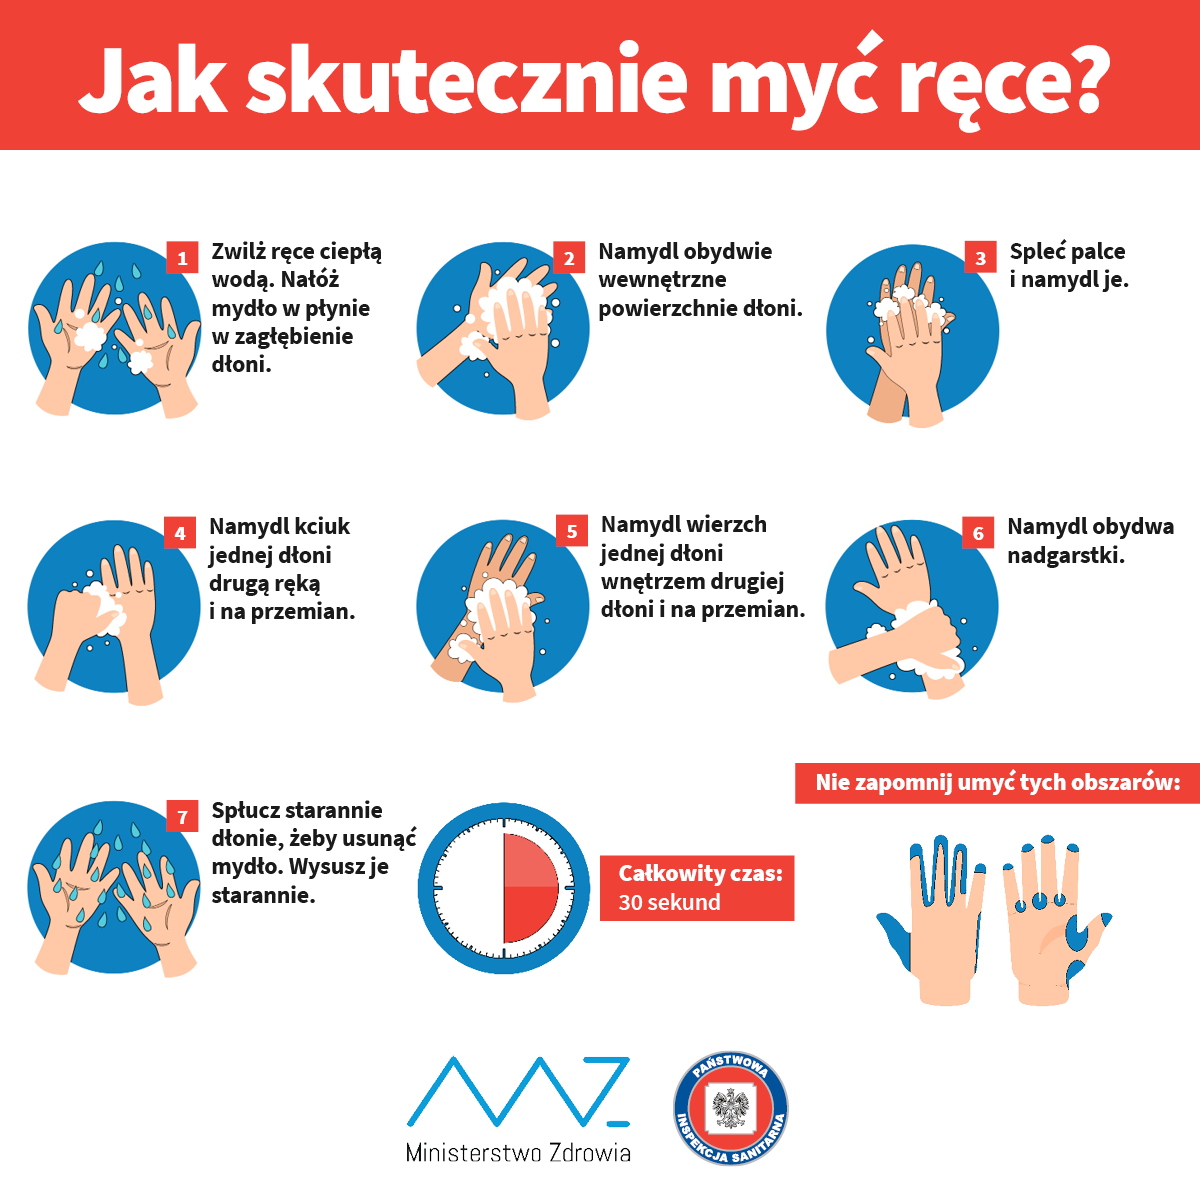 Jak skutecznie myć ręce?
1
Zwilż ręce ciepłą
wodą. Nałóż
mydło w płynie
w zagłębienie
dłoni.
2
Namydl obydwie
wewnętrzne
powierzchnie dłoni.
3
Spleć palce
i namydl je.
4
Namydl kciuk
jednej dłoni
drugą ręką
i na przemian.
5
Namydl wierzch
jednej dłoni
wnętrzem drugiej
dłoni i na przemian.
6
Namydl obydwa
nadgarstki.
7
Spłucz starannie
dłonie, żeby usunąć
mydło. Wysusz je
starannie.
Całkowity czas:
30 sekund
Nie zapomnij umyć tych obszarów:
Ministerstwo Zdrowia
PAŃSTWOWA
INSPEKCJA SANITARNA